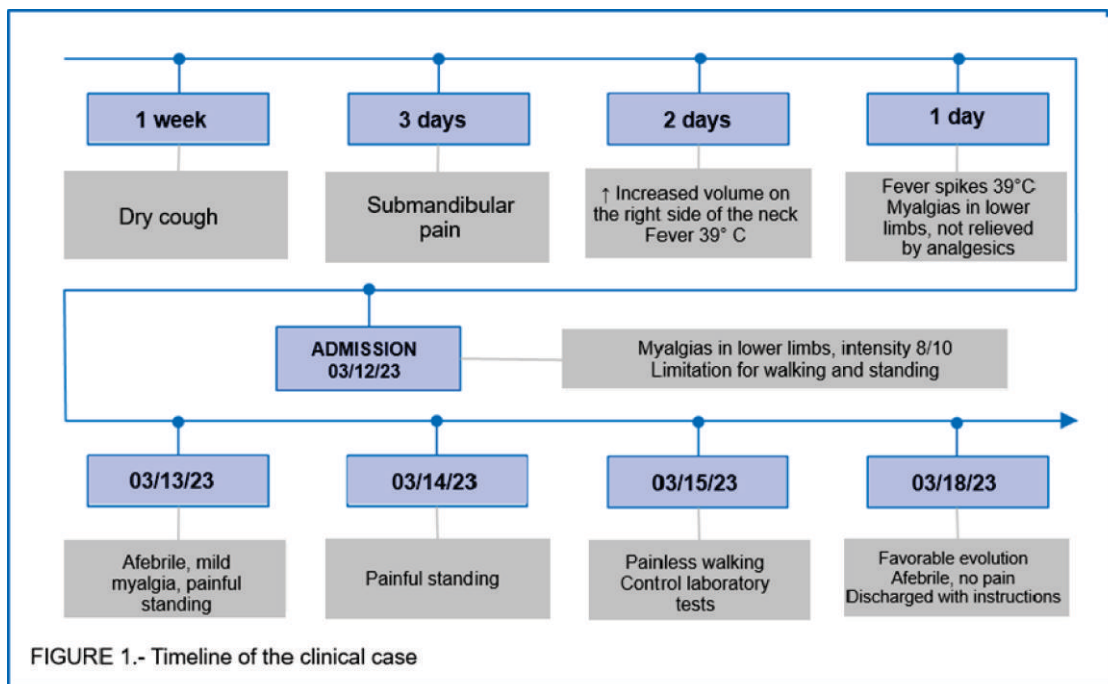 1 week
3 days
2 days
1 day
Dry cough
Submandibular
pain
↑ Increased volume on
the right side of the neck
Fever 39° C
Fever spikes 39°C
Myalgias in lower
limbs, not relieved
by analgesics
ADMISSION
03/12/23
Myalgias in lower limbs, intensity 8/10
Limitation for walking and standing
03/13/23
03/14/23
03/15/23
03/18/23
Afebrile, mild
myalgia, painful
standing
Painful standing
Painless walking
Control laboratory
tests
Favorable evolution
Afebrile, no pain
Discharged with instructions
FIGURE 1.- Timeline of the clinical case